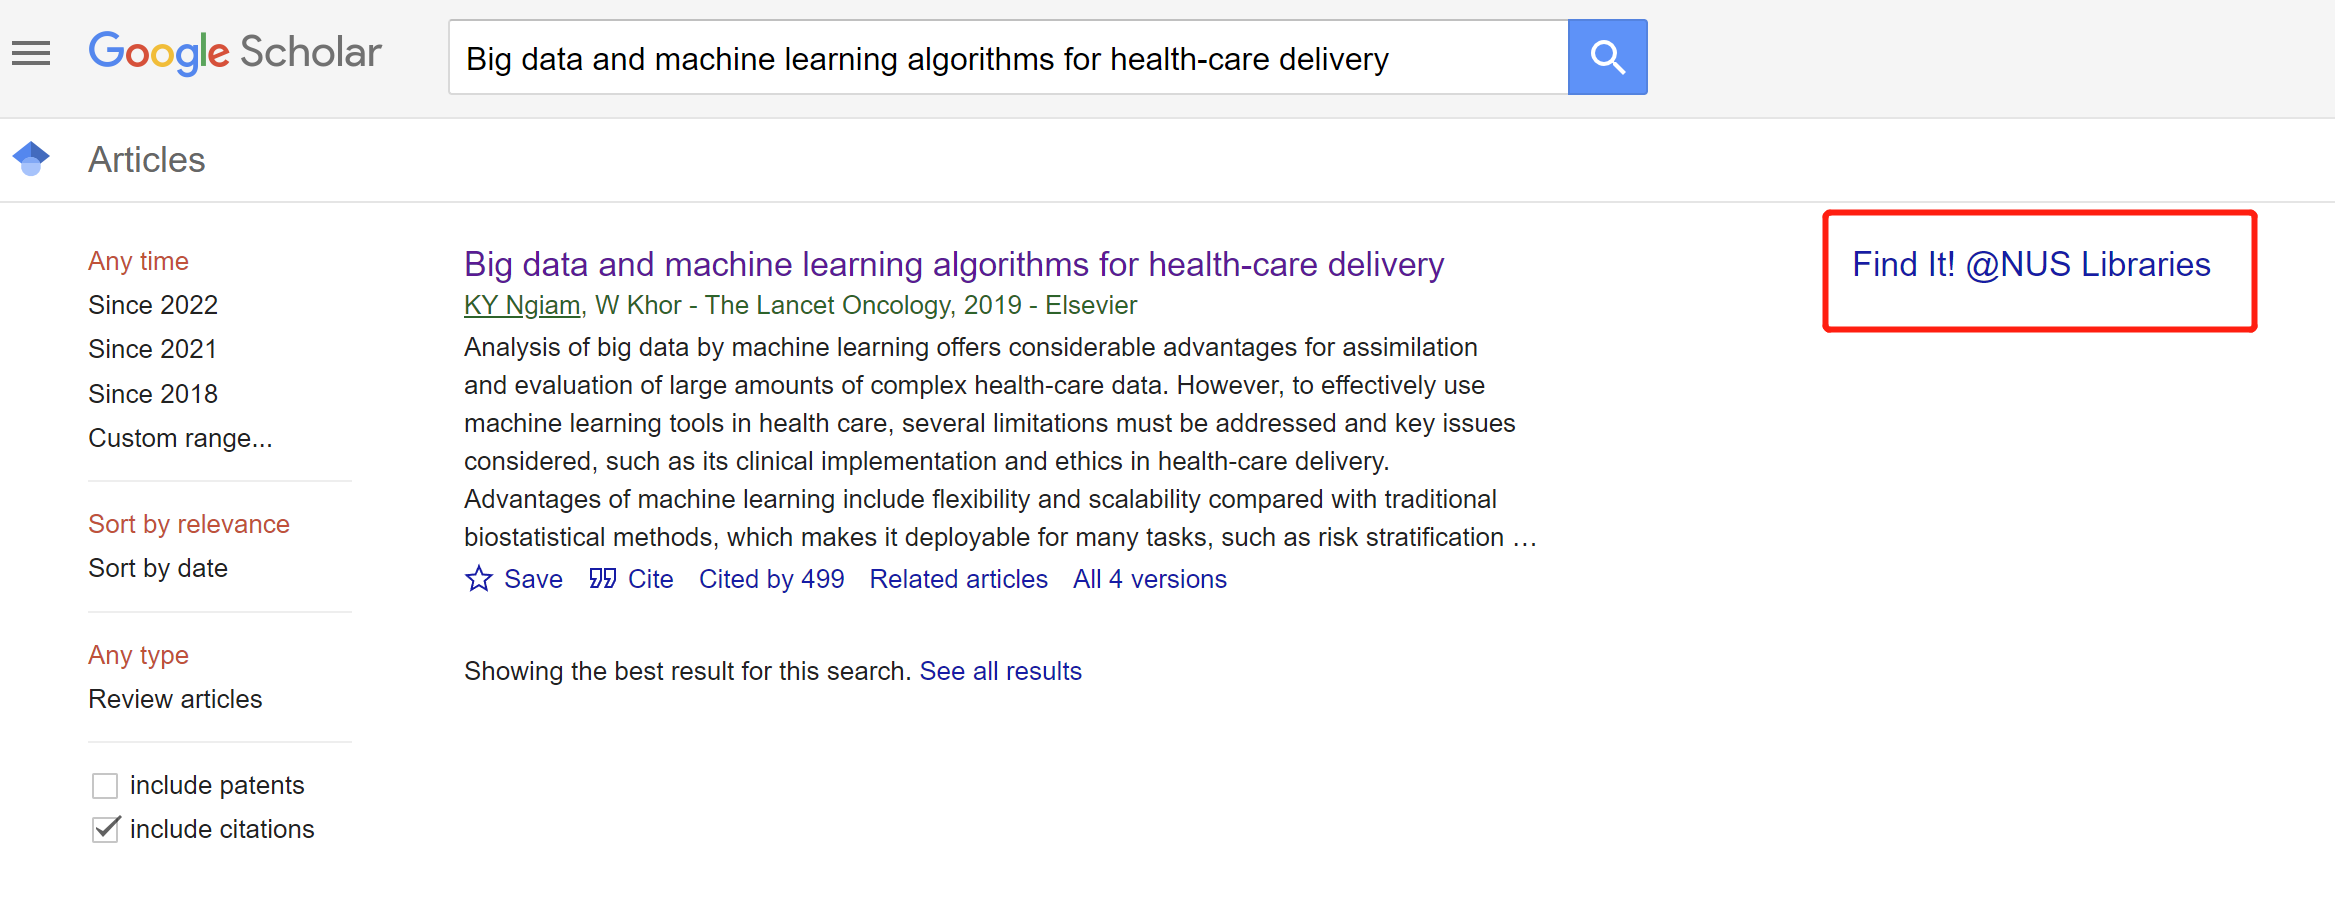 Google Scholar
Big data and machine learning algorithms for health-care delivery
Articles
Any time
Since 2022
Since 2021
Since 2018
Custom range...
Sort by relevance
Sort by date
Any type
Review articles
include patents
include citations
Big data and machine learning algorithms for health-care delivery
KY Ngiam, W Khor - The Lancet Oncology, 2019 - Elsevier
Analysis of big data by machine learning offers considerable advantages for assimilation
and evaluation of large amounts of complex health-care data. However, to effectively use
machine learning tools in health care, several limitations must be addressed and key issues
considered, such as its clinical implementation and ethics in health-care delivery.
Advantages of machine learning include flexibility and scalability compared with traditional
biostatistical methods, which makes it deployable for many tasks, such as risk stratification …
Save Cite Cited by 499 Related articles All 4 versions
Showing the best result for this search. See all results
Find It! @NUS Libraries